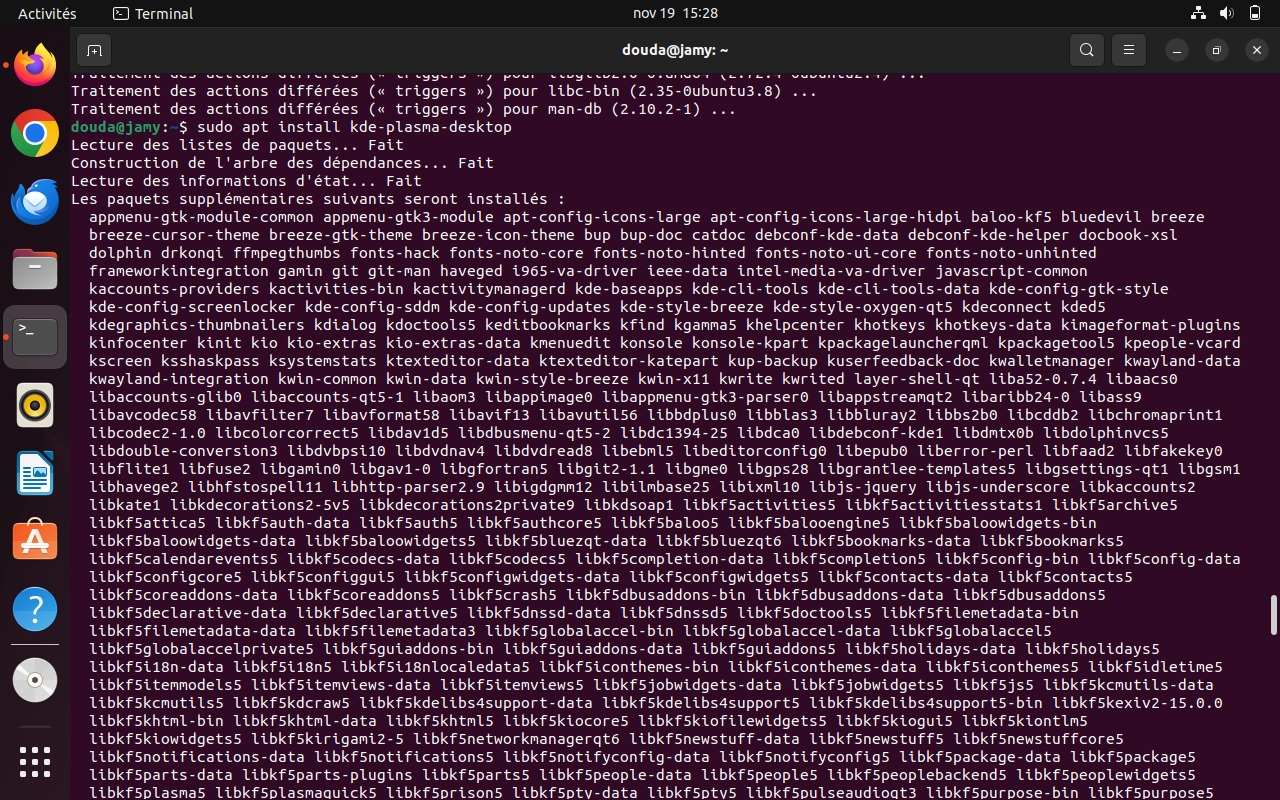 Activités
Terminal
nov 19 15:28
douda@jamy: ~
Traitement des actions différées (« triggers ») pour libglib2.0-0:amd64 (2.72.4-0ubuntu2.4) ...
Traitement des actions différées (« triggers ») pour libc-bin (2.35-0ubuntu3.8) ...
Traitement des actions différées (« triggers ») pour man-db (2.10.2-1) ...
douda@jamy:~$ sudo apt install kde-plasma-desktop
Lecture des listes de paquets... Fait
Construction de l'arbre des dépendances... Fait
Lecture des informations d'état... Fait
Les paquets supplémentaires suivants seront installés :
appmenu-gtk-module-common appmenu-gtk3-module apt-config-icons-large apt-config-icons-large-hidpi baloo-kf5 bluedevil breeze
breeze-cursor-theme breeze-gtk-theme breeze-icon-theme bup bup-doc catdoc debconf-kde-data debconf-kde-helper docbook-xsl
dolphin drkonqi ffmpegthumbs fonts-hack fonts-noto-core fonts-noto-hinted fonts-noto-ui-core fonts-noto-unhinted
frameworkintegration gamin git git-man haveged i965-va-driver ieee-data intel-media-va-driver javascript-common
kaccounts-providers kactivities-bin kactivitymanagerd kde-baseapps kde-cli-tools kde-cli-tools-data kde-config-gtk-style
kde-config-screenlocker kde-config-sddm kde-config-updates kde-style-breeze kde-style-oxygen-qt5 kdeconnect kded5
kdegraphics-thumbnailers kdialog kdoctools5 keditbookmarks kfind kgamma5 khelpcenter khotkeys khotkeys-data kimageformat-plugins
kinfocenter kinit kio kio-extras kio-extras-data kmenuedit konsole konsole-kpart kpackagelauncherqml kpackagetool5 kpeople-vcard
kscreen ksshaskpass ksystemstats ktexteditor-data ktexteditor-katepart kup-backup kuserfeedback-doc kwalletmanager kwayland-data
kwayland-integration kwin-common kwin-data kwin-style-breeze kwin-x11 kwrite kwrited layer-shell-qt liba52-0.7.4 libaacs0
libaccounts-glib0 libaccounts-qt5-1 libaom3 libappimage0 libappmenu-gtk3-parser0 libappstreamqt2 libaribb24-0 libass9
libavcodec58 libavfilter7 libavformat58 libavif13 libavutil56 libbdplus0 libblas3 libbluray2 libbs2b0 libcddb2 libchromaprint1
libcodec2-1.0 libcolorcorrect5 libdav1d5 libdbusmenu-qt5-2 libdc1394-25 libdca0 libdebconf-kde1 libdmtx0b libdolphinvcs5
libdouble-conversion3 libdvbpsi10 libdvdnav4 libdvdread8 libebml5 libeditorconfig0 libepub0 liberror-perl libfaad2 libfakekey0
libflite1 libfuse2 libgamin0 libgav1-0 libgfortran5 libgit2-1.1 libgme0 libgps28 libgrantlee-templates5 libgsettings-qt1 libgsm1
libhavege2 libhfstospell11 libhttp-parser2.9 libigdgmm12 libilmbase25 libixml10 libjs-jquery libjs-underscore libkaccounts2
libkate1 libkdecorations2-5v5 libkdecorations2private9 libkdsoap1 libkf5activities5 libkf5activitiesstats1 libkf5archive5
libkf5attica5 libkf5auth-data libkf5auth5 libkf5authcore5 libkf5baloo5 libkf5balooengine5 libkf5baloowidgets-bin
libkf5baloowidgets-data libkf5baloowidgets5 libkf5bluezqt-data libkf5bluezqt6 libkf5bookmarks-data libkf5bookmarks5
libkf5calendarevents5 libkf5codecs-data libkf5codecs5 libkf5completion-data libkf5completion5 libkf5config-bin libkf5config-data
libkf5configcore5 libkf5configgui5 libkf5configwidgets-data libkf5configwidgets5 libkf5contacts-data libkf5contacts5
libkf5coreaddons-data libkf5coreaddons5 libkf5crash5 libkf5dbusaddons-bin libkf5dbusaddons-data libkf5dbusaddons5
libkf5declarative-data libkf5declarative5 libkf5dnssd-data libkf5dnssd5 libkf5doctools5 libkf5filemetadata-bin
libkf5filemetadata-data libkf5filemetadata3 libkf5globalaccel-bin libkf5globalaccel-data libkf5globalaccel5
libkf5globalaccelprivate5 libkf5guiaddons-bin libkf5guiaddons-data libkf5guiaddons5 libkf5holidays-data libkf5holidays5
libkf5i18n-data libkf5i18n5 libkf5i18nlocaledata5 libkf5iconthemes-bin libkf5iconthemes-data libkf5iconthemes5 libkf5idletime5
libkf5itemmodels5 libkf5itemviews-data libkf5itemviews5 libkf5jobwidgets-data libkf5jobwidgets5 libkf5js5 libkf5kcmutils-data
libkf5kcmutils5 libkf5kdcraw5 libkf5kdelibs4support-data libkf5kdelibs4support5 libkf5kdelibs4support5-bin libkf5kexiv2-15.0.0
libkf5khtml-bin libkf5khtml-data libkf5khtml5 libkf5kiocore5 libkf5kiofilewidgets5 libkf5kiogui5 libkf5kiontlm5
libkf5kiowidgets5 libkf5kirigami2-5 libkf5networkmanagerqt6 libkf5newstuff-data libkf5newstuff5 libkf5newstuffcore5
libkf5notifications-data libkf5notifications5 libkf5notifyconfig-data libkf5notifyconfig5 libkf5package-data libkf5package5
libkf5parts-data libkf5parts-plugins libkf5parts5 libkf5people-data libkf5people5 libkf5peoplebackend5 libkf5peoplewidgets5
libkf5plasma5 libkf5plasmaquick5 libkf5prison5 libkf5pty-data libkf5pty5 libkf5pulseaudioqt3 libkf5purpose-bin libkf5purpose5